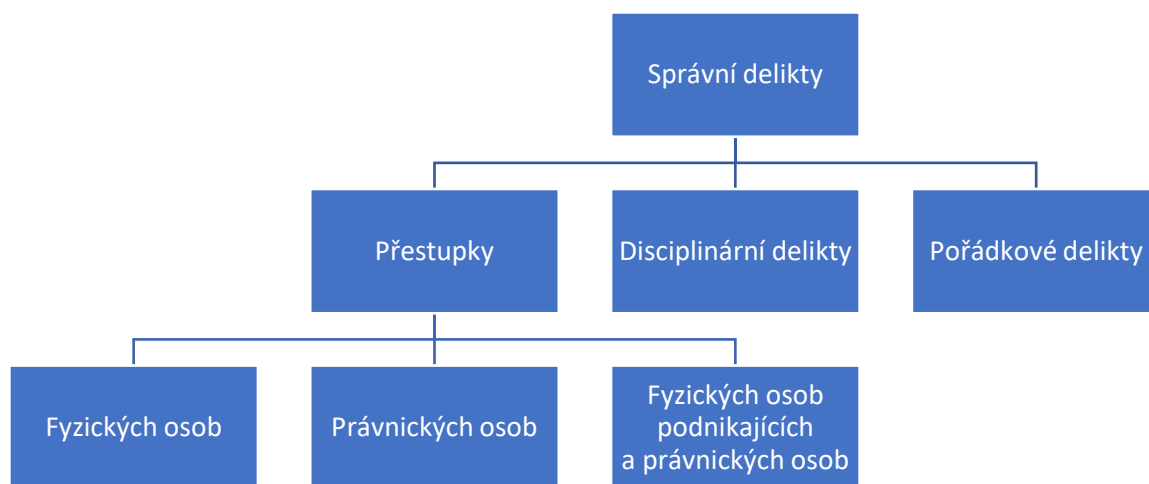 Správní delikty
Přestupky
Disciplinární delikty
Pořádkové delikty
Fyzických osob
Právnických osob
Fyzických osob
podnikajících
a právnických osob